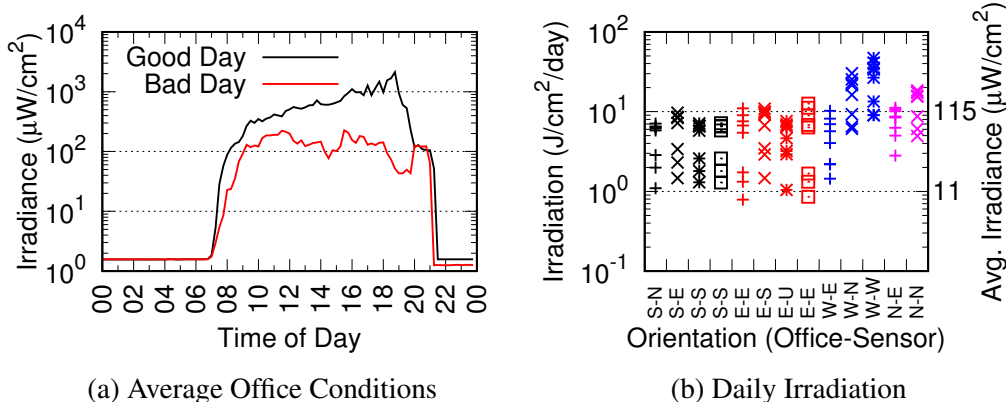 10^4
10^3
10^2
10^1
10^0
Irradiance (µW/cm^2)
Good Day
Bad Day
00 02 04 06 08 10 12 14 16 18 20 22 00
Time of Day
(a) Average Office Conditions
10^2
10^1
10^0
10^-1
Irradiation (J/cm^2/day)
115
11
Avg. Irradiance (µW/cm^2)
S-N S-E S-S S-S E-E E-S E-U E-E W-E W-N W-W N-E N-N
Orientation (Office-Sensor)
(b) Daily Irradiation